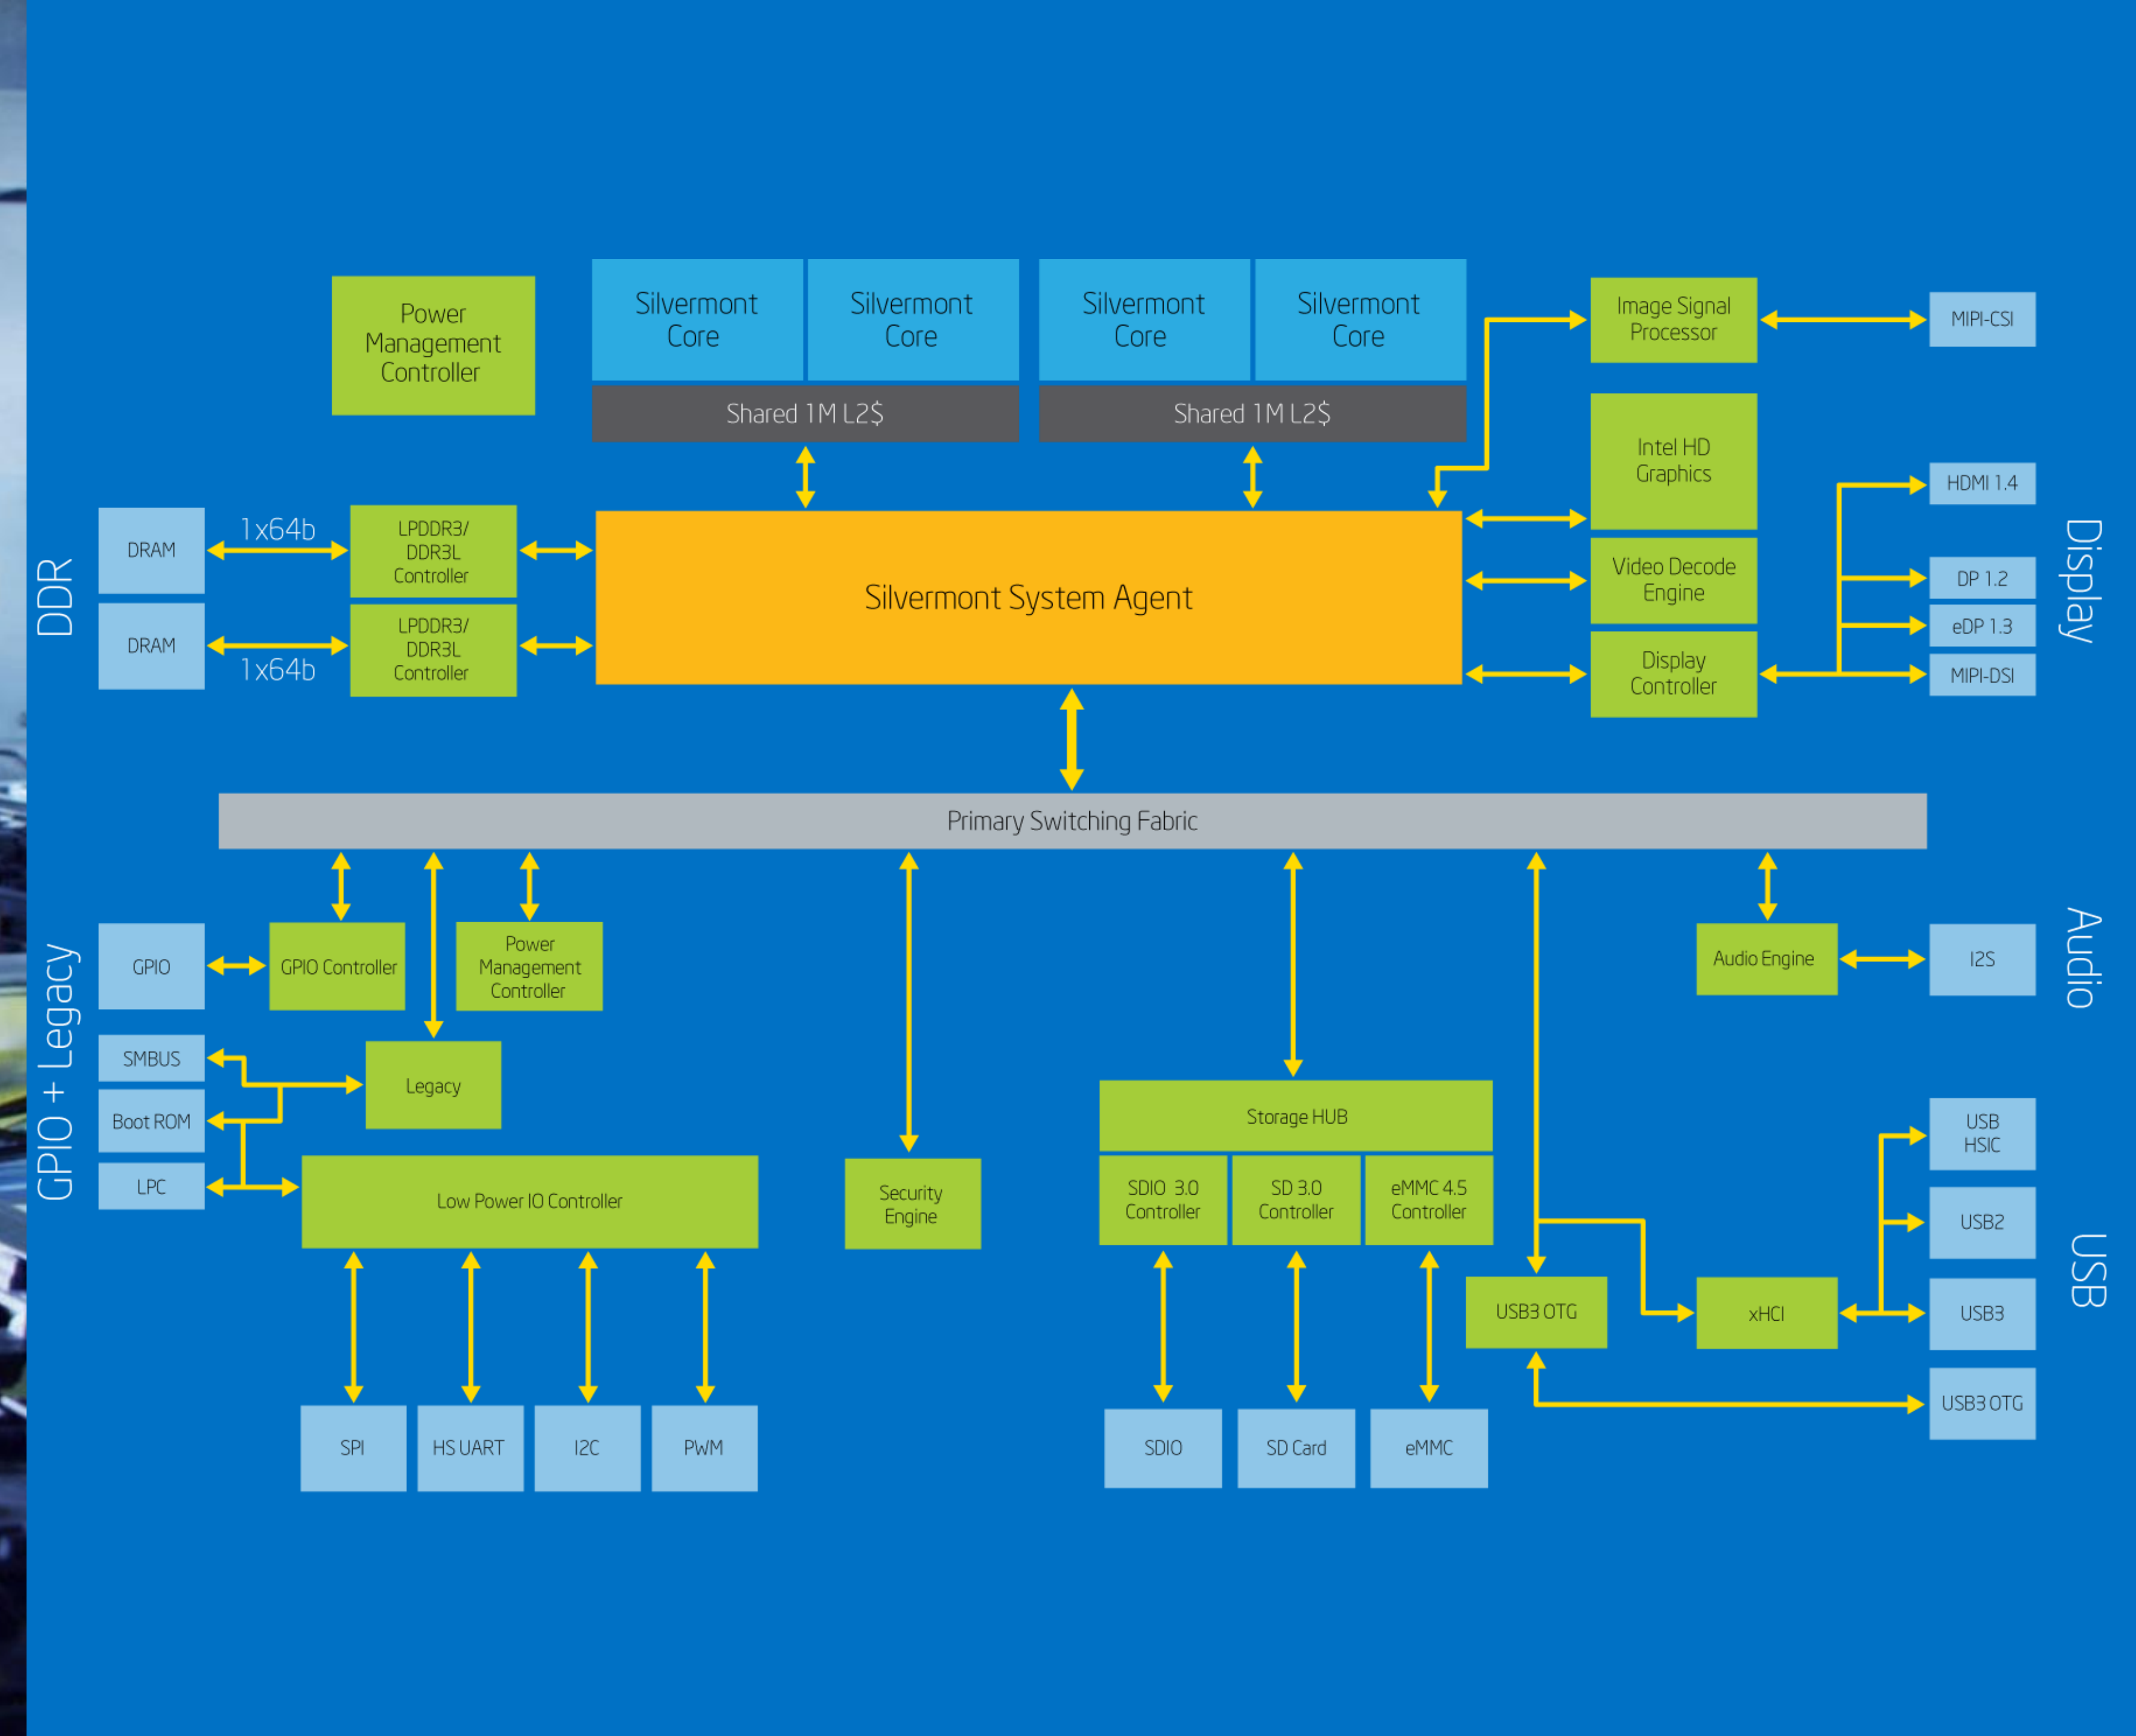 Power
Management
Controller
Silvermont
Core
Silvermont
Core
Silvermont
Core
Silvermont
Core
Shared 1M L2$
Shared 1M L2$
Image Signal
Processor
MIPI-CSI
Intel HD
Graphics
Video Decode
Engine
Display
Controller
HDMI 1.4
DP 1.2
eDP 1.3
MIPI-DSI
Display
DDR
DRAM
1x64b
LPDDR3/
DDR3L
Controller
DRAM
1x64b
LPDDR3/
DDR3L
Controller
Silvermont System Agent
Primary Switching Fabric
GPIO + Legacy
GPIO
GPIO Controller
Power
Management
Controller
SMBUS
Boot ROM
LPC
Legacy
Low Power IO Controller
SPI
HS UART
I2C
PWM
Security
Engine
Storage HUB
SDIO 3.0
Controller
SD 3.0
Controller
eMMC 4.5
Controller
SDIO
SD Card
eMMC
Audio Engine
I2S
Audio
USB3 OTG
xHCI
USB
HSIC
USB2
USB3
USB3 OTG
USB